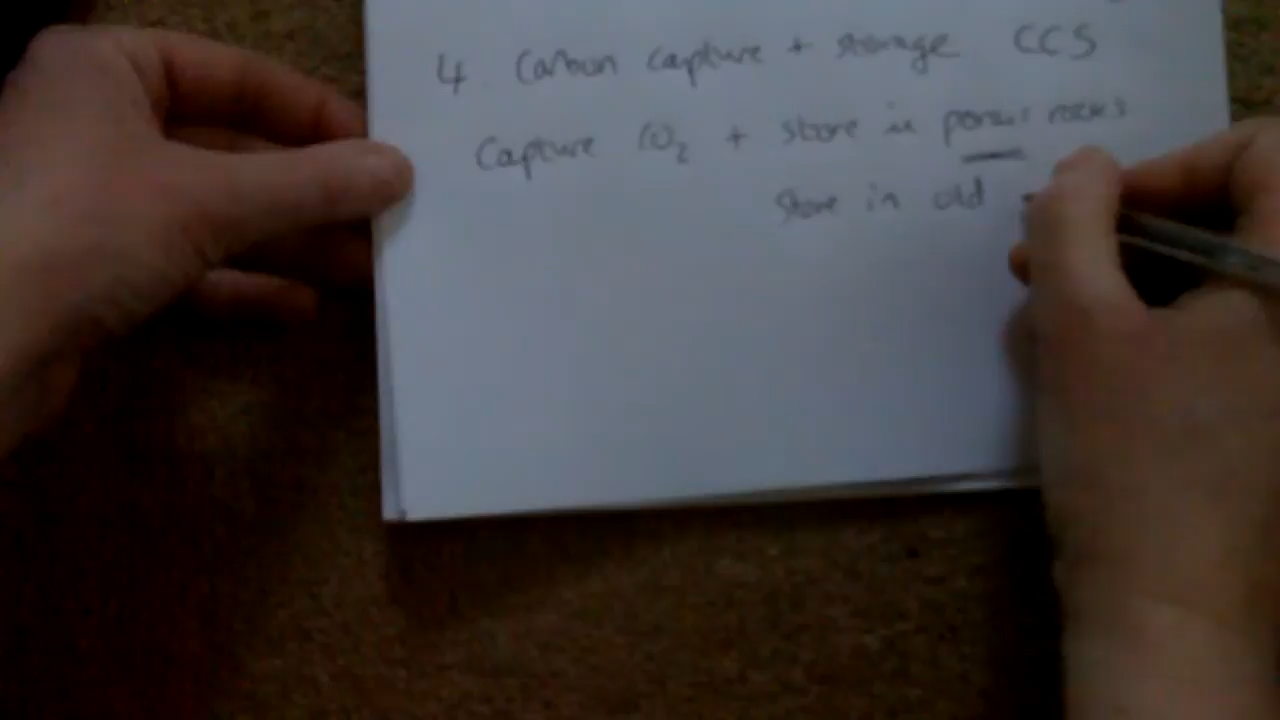 4. Carbon capture + storage CCS
Capture CO₂ + store in porous rocks
store in old